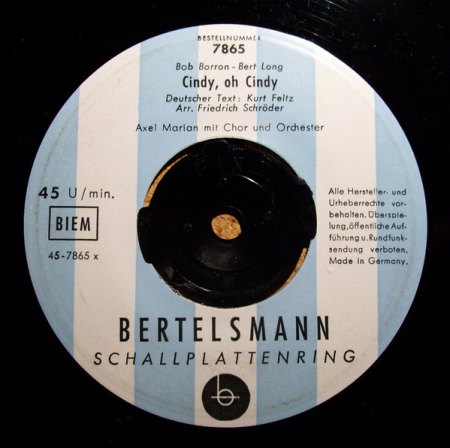 BESTELLNUMMER
7865
Bob Barron - Bert Long
Cindy, oh Cindy
Deutscher Text: Kurt Feltz
Arr. Friedrich Schröder
Axel Marian mit Chor und Orchester
45 U/min.
BIEM
45-7865 x
Alle Hersteller- und
Urheberrechte vor-
behalten. Überspie-
lung, öffentliche Auf-
führung u. Rundfunk-
sendung verboten.
Made in Germany.
BERTELSMANN
SCHALLPLATTENRING
b